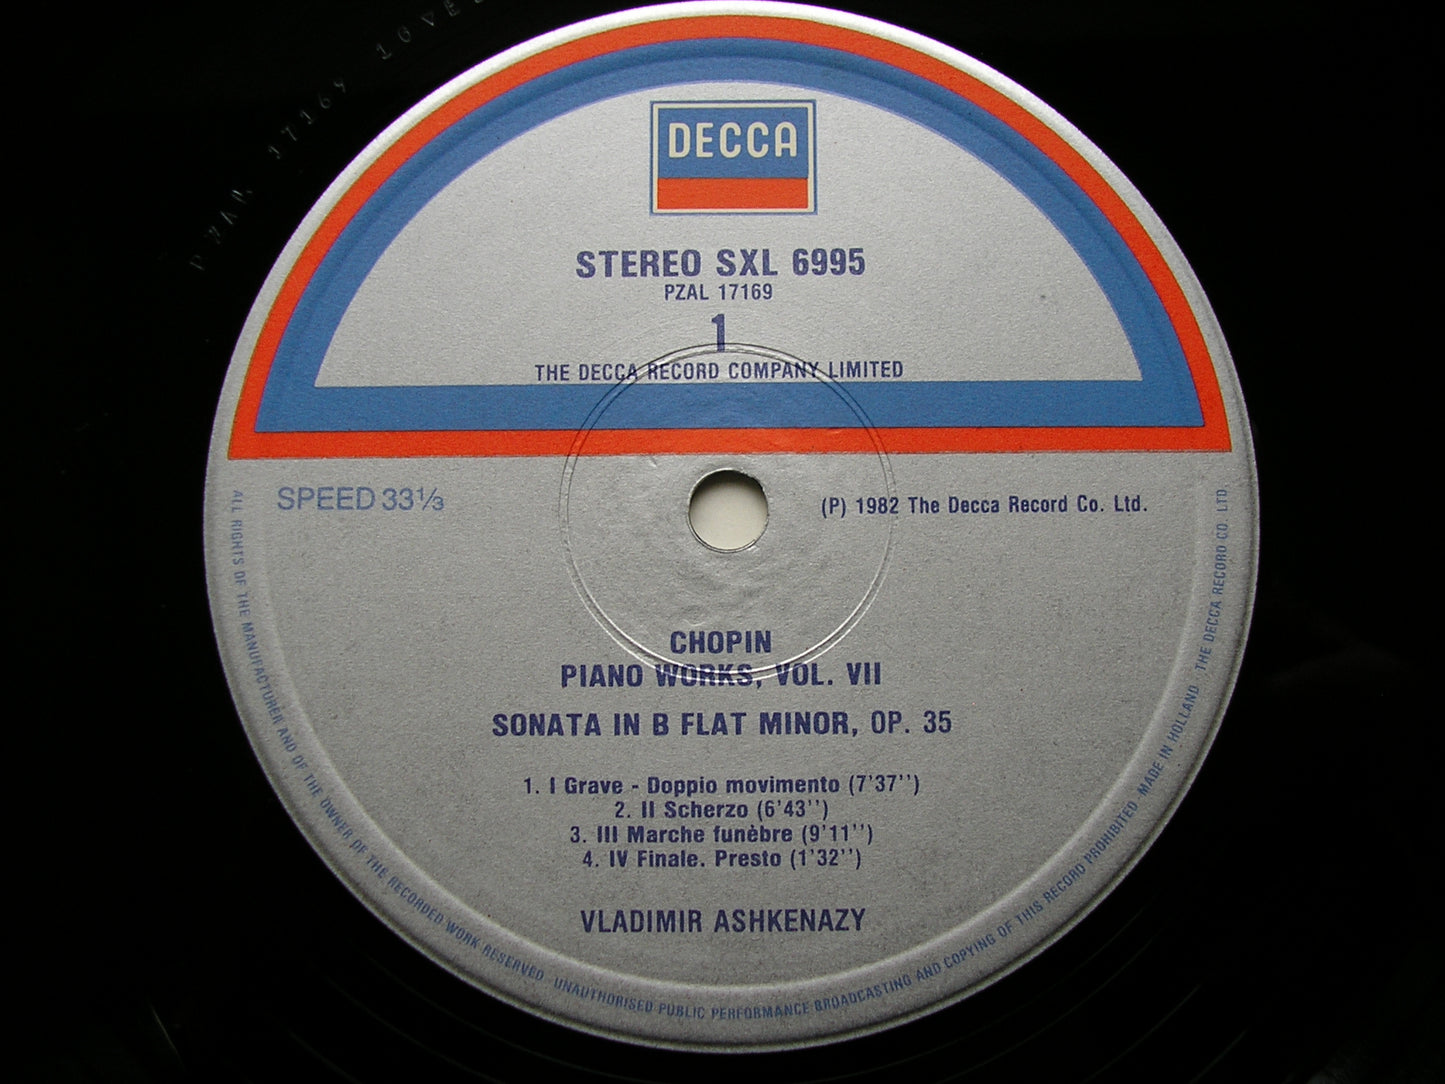 DECCA
STEREO SXL 6995
PZAL 17169
1
THE DECCA RECORD COMPANY LIMITED
SPEED 33⅓
(P) 1982 The Decca Record Co. Ltd.
CHOPIN
PIANO WORKS, VOL. VII
SONATA IN B FLAT MINOR, OP. 35
1. I Grave - Doppio movimento (7'37'')
2. II Scherzo (6'43'')
3. III Marche funèbre (9'11'')
4. IV Finale. Presto (1'32'')
VLADIMIR ASHKENAZY
ALL RIGHTS OF THE MANUFACTURER AND OF THE OWNER OF THE RECORDED WORK RESERVED UNAUTHORISED PUBLIC PERFORMANCE BROADCASTING AND COPYING OF THIS RECORD PROHIBITED MADE IN HOLLAND THE DECCA RECORD CO. LTD.
17169